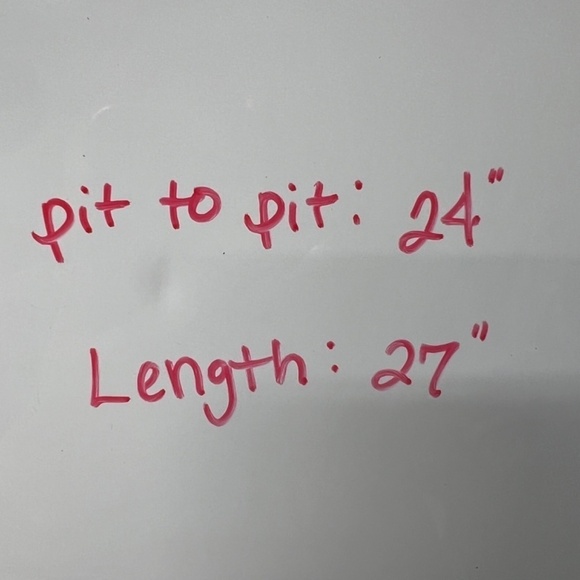 pit to pit: 24"
Length: 27"